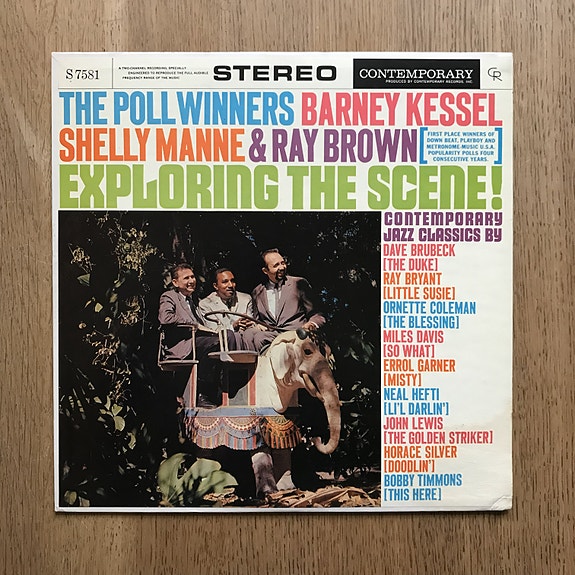 S 7581
A TWO-CHANNEL RECORDING, SPECIALLY
ENGINEERED TO REPRODUCE THE FULL AUDIBLE
FREQUENCY RANGE OF THE MUSIC
STEREO
CONTEMPORARY
PRODUCED BY CONTEMPORARY RECORDS, INC.
CR
THE POLL WINNERS BARNEY KESSEL
SHELLY MANNE & RAY BROWN
[FIRST PLACE WINNERS OF
DOWN BEAT, PLAYBOY AND
METRONOME-MUSIC U.S.A.
POPULARITY POLLS FOUR
CONSECUTIVE YEARS.
EXPLORING THE SCENE!
CONTEMPORARY
JAZZ CLASSICS BY
DAVE BRUBECK
[THE DUKE]
RAY BRYANT
[LITTLE SUSIE]
ORNETTE COLEMAN
[THE BLESSING]
MILES DAVIS
[SO WHAT]
ERROL GARNER
[MISTY]
NEAL HEFTI
[LI'L DARLIN']
JOHN LEWIS
[THE GOLDEN STRIKER]
HORACE SILVER
[DOODLIN']
BOBBY TIMMONS
[THIS HERE]